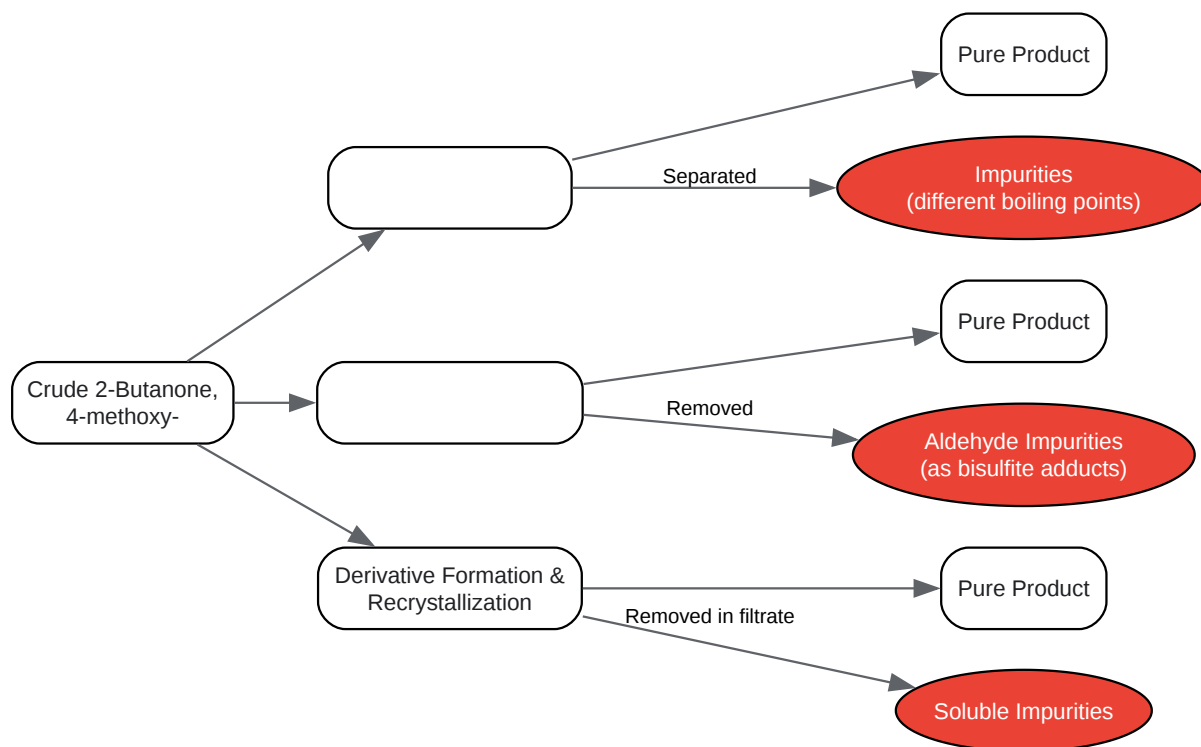 Pure Product
Separated
Impurities
(different boiling points)
Pure Product
Crude 2-Butanone,
4-methoxy-
Removed
Aldehyde Impurities
(as bisulfite adducts)
Derivative Formation &
Recrystallization
Pure Product
Removed in filtrate
Soluble Impurities